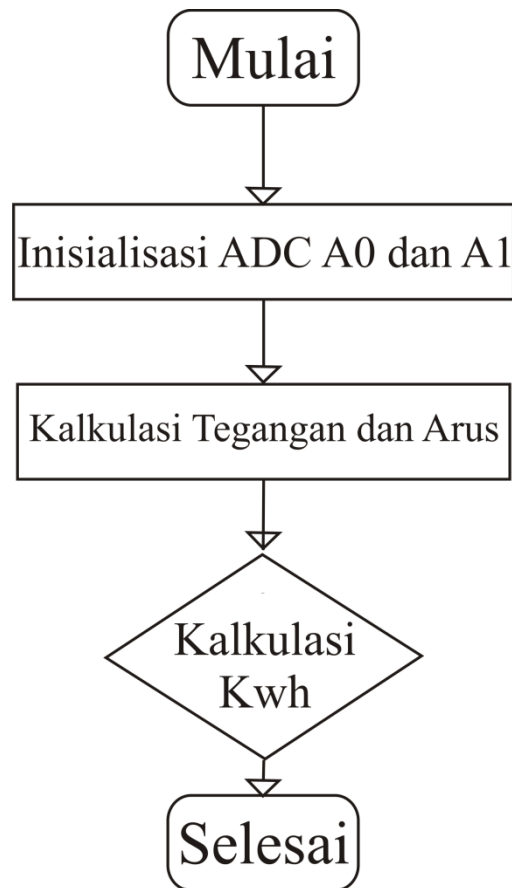 Mulai
Inisialisasi ADC A0 dan A1
Kalkulasi Tegangan dan Arus
Kalkulasi
Kwh
Selesai